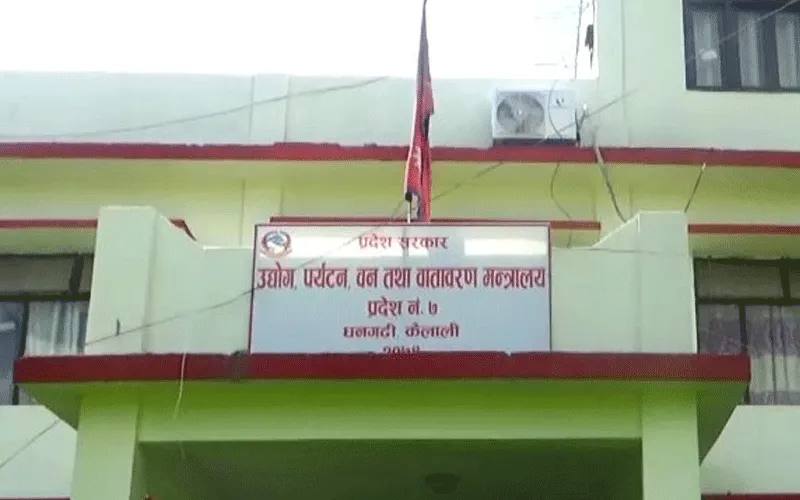 प्रदेश सरकार
उद्योग, पर्यटन, वन तथा वातावरण मन्त्रालय
प्रदेश नं. ७
धनगढी, कैलाली